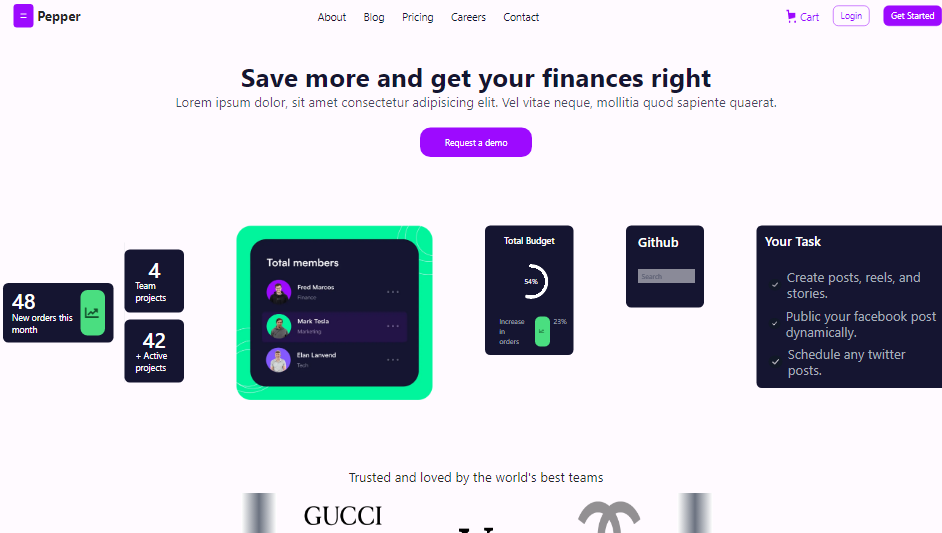 Pepper
About
Blog
Pricing
Careers
Contact
Cart
Login
Get Started
Save more and get your finances right
Lorem ipsum dolor, sit amet consectetur adipisicing elit. Vel vitae neque, mollitia quod sapiente quaerat.
Request a demo
48
New orders this
month
4
Team
projects
42
+ Active
projects
Total members
Fred Marcos
Finance
Mark Tesla
Marketing
Elan Lanvend
Tech
Total Budget
54%
Increase
in
orders
23%
Github
Search
Your Task
Create posts, reels, and
stories.
Public your facebook post
dynamically.
Schedule any twitter
posts.
Trusted and loved by the world's best teams
GUCCI